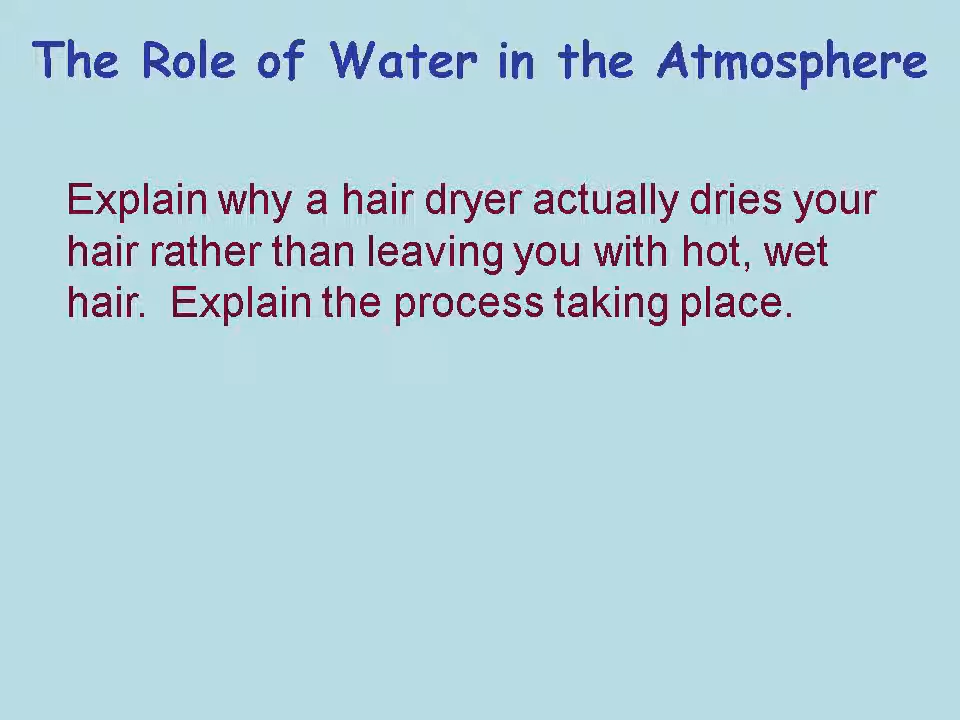 The Role of Water in the Atmosphere
Explain why a hair dryer actually dries your
hair rather than leaving you with hot, wet
hair.  Explain the process taking place.